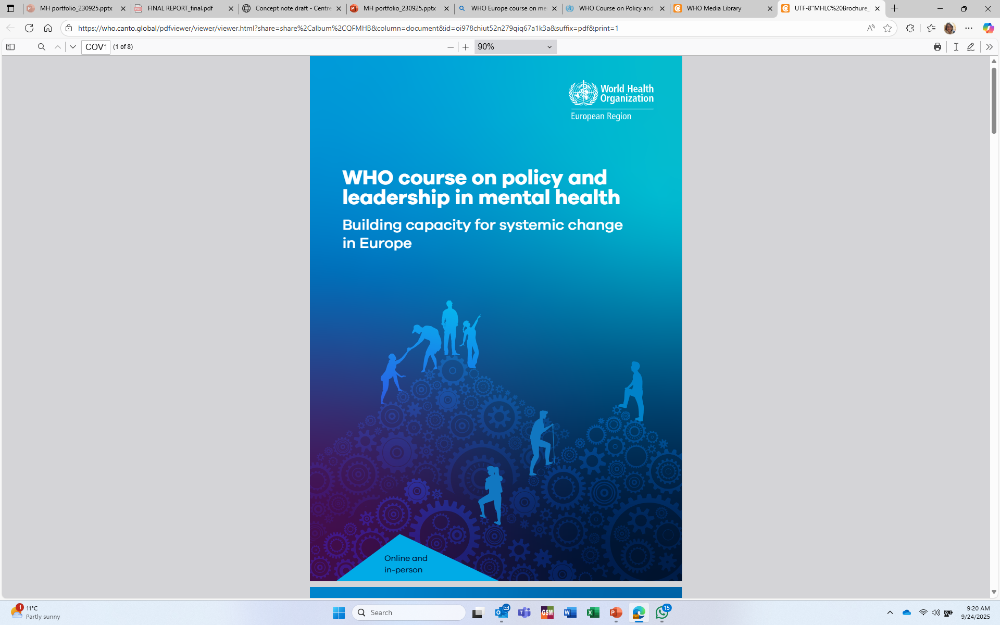 MH portfolio_230925.pptx
FINAL REPORT_final.pdf
Concept note draft - Centre
MH portfolio_230925.pptx
WHO Europe course on me
WHO Course on Policy and
WHO Media Library
UTF-8''MHLC%20Brochure_
https://who.canto.global/pdfviewer/viewer/viewer.html?share=share%2Calbum%2CQFMHB&column=document&id=oi978chiut52n279qiq67a1k3a&suffix=pdf&print=1
COV1
(1 of 8)
90%
World Health
Organization
European Region
WHO course on policy and
leadership in mental health
Building capacity for systemic change
in Europe
Online and
in-person
1
11°C
Partly sunny
Search
GSM
15
9:20 AM
9/24/2025